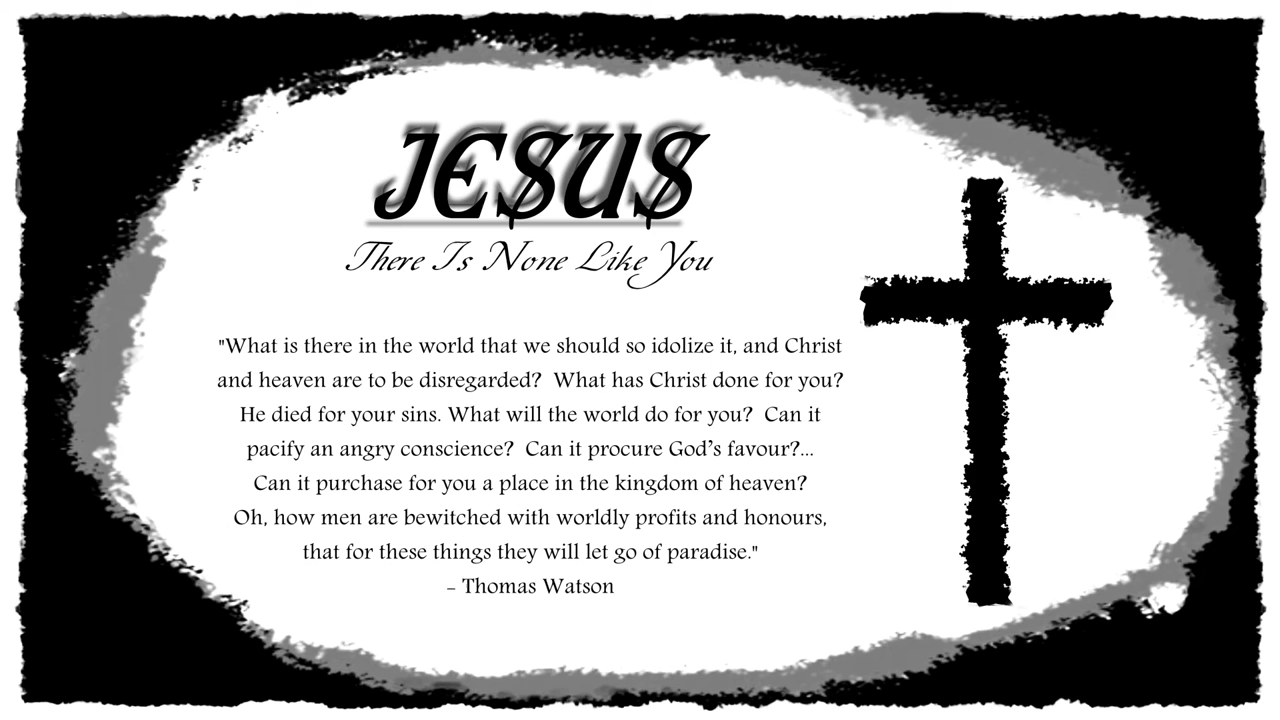 JESUS
There Is None Like You
"What is there in the world that we should so idolize it, and Christ
and heaven are to be disregarded?  What has Christ done for you?
He died for your sins. What will the world do for you?  Can it
pacify an angry conscience?  Can it procure God’s favour?...
Can it purchase for you a place in the kingdom of heaven?
Oh, how men are bewitched with worldly profits and honours,
that for these things they will let go of paradise."
– Thomas Watson